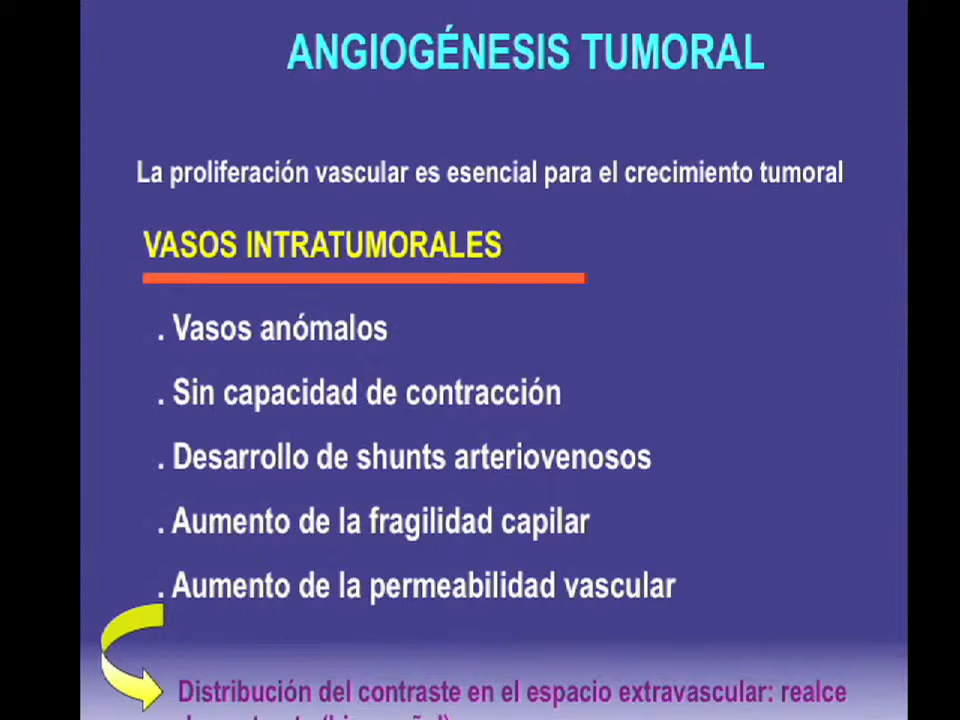 ANGIOGÉNESIS TUMORAL
La proliferación vascular es esencial para el crecimiento tumoral
VASOS INTRATUMORALES
. Vasos anómalos
. Sin capacidad de contracción
. Desarrollo de shunts arteriovenosos
. Aumento de la fragilidad capilar
. Aumento de la permeabilidad vascular
Distribución del contraste en el espacio extravascular: realce